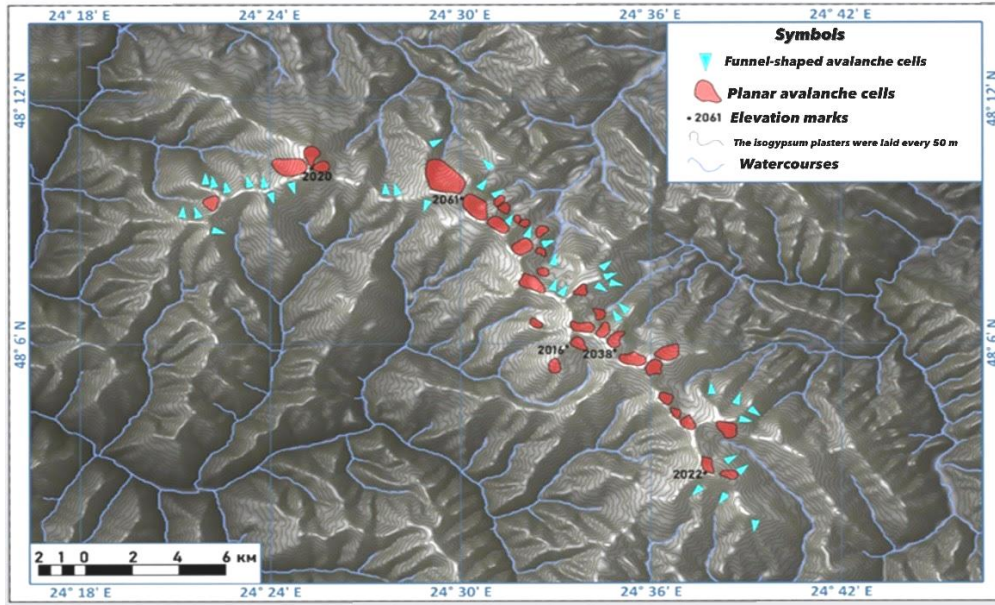 24° 18' E 24° 24' E 24° 30' E 24° 36' E 24° 42' E
Symbols
Funnel-shaped avalanche cells
Planar avalanche cells
• 2061 Elevation marks
The isogypsum plasters were laid every 50 m
Watercourses
48° 12' N
48° 12' N
2020
2061
48° 6' N
48° 6' N
2016
2038
2022
2 1 0 2 4 6 км
24° 18' E 24° 24' E 24° 30' E 24° 36' E 24° 42' E